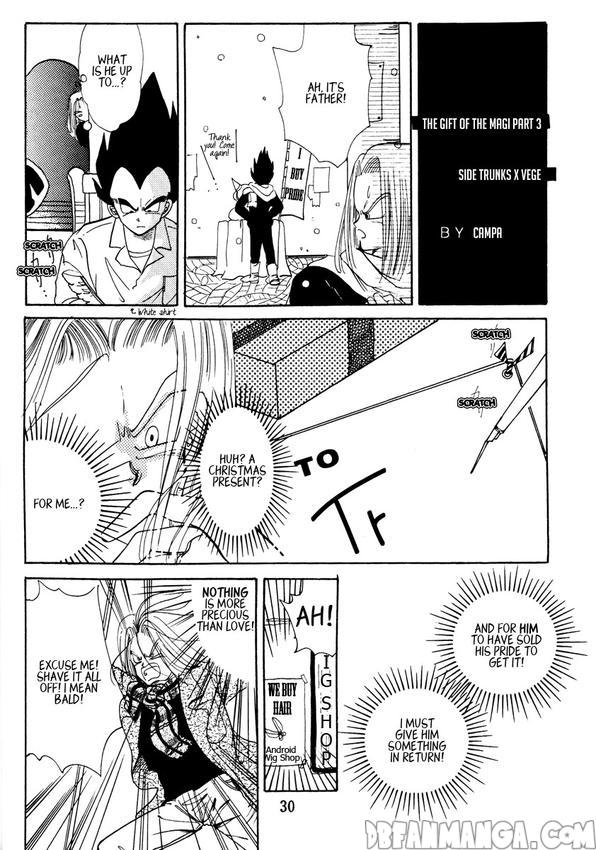 THE GIFT OF THE MAGI PART 3
SIDE TRUNKS X VEGE
BY CAMPA
AH, IT'S
FATHER!
Thank
you! Come
again!
I
BUY
PRIDE
WHAT
IS HE UP
TO...?
SCRATCH
SCRATCH
White shirt
SCRATCH
SCRATCH
TO
Tr
HUH? A
CHRISTMAS
PRESENT?
FOR ME...?
AND FOR HIM
TO HAVE SOLD
HIS PRIDE TO
GET IT!
I MUST
GIVE HIM
SOMETHING
IN RETURN!
AH!
IG SHOP
WE BUY
HAIR
Android
Wig Shop
NOTHING
IS MORE
PRECIOUS
THAN LOVE!
EXCUSE ME!
SHAVE IT ALL
OFF! I MEAN
BALD!
30
DBFANMANGA.COM